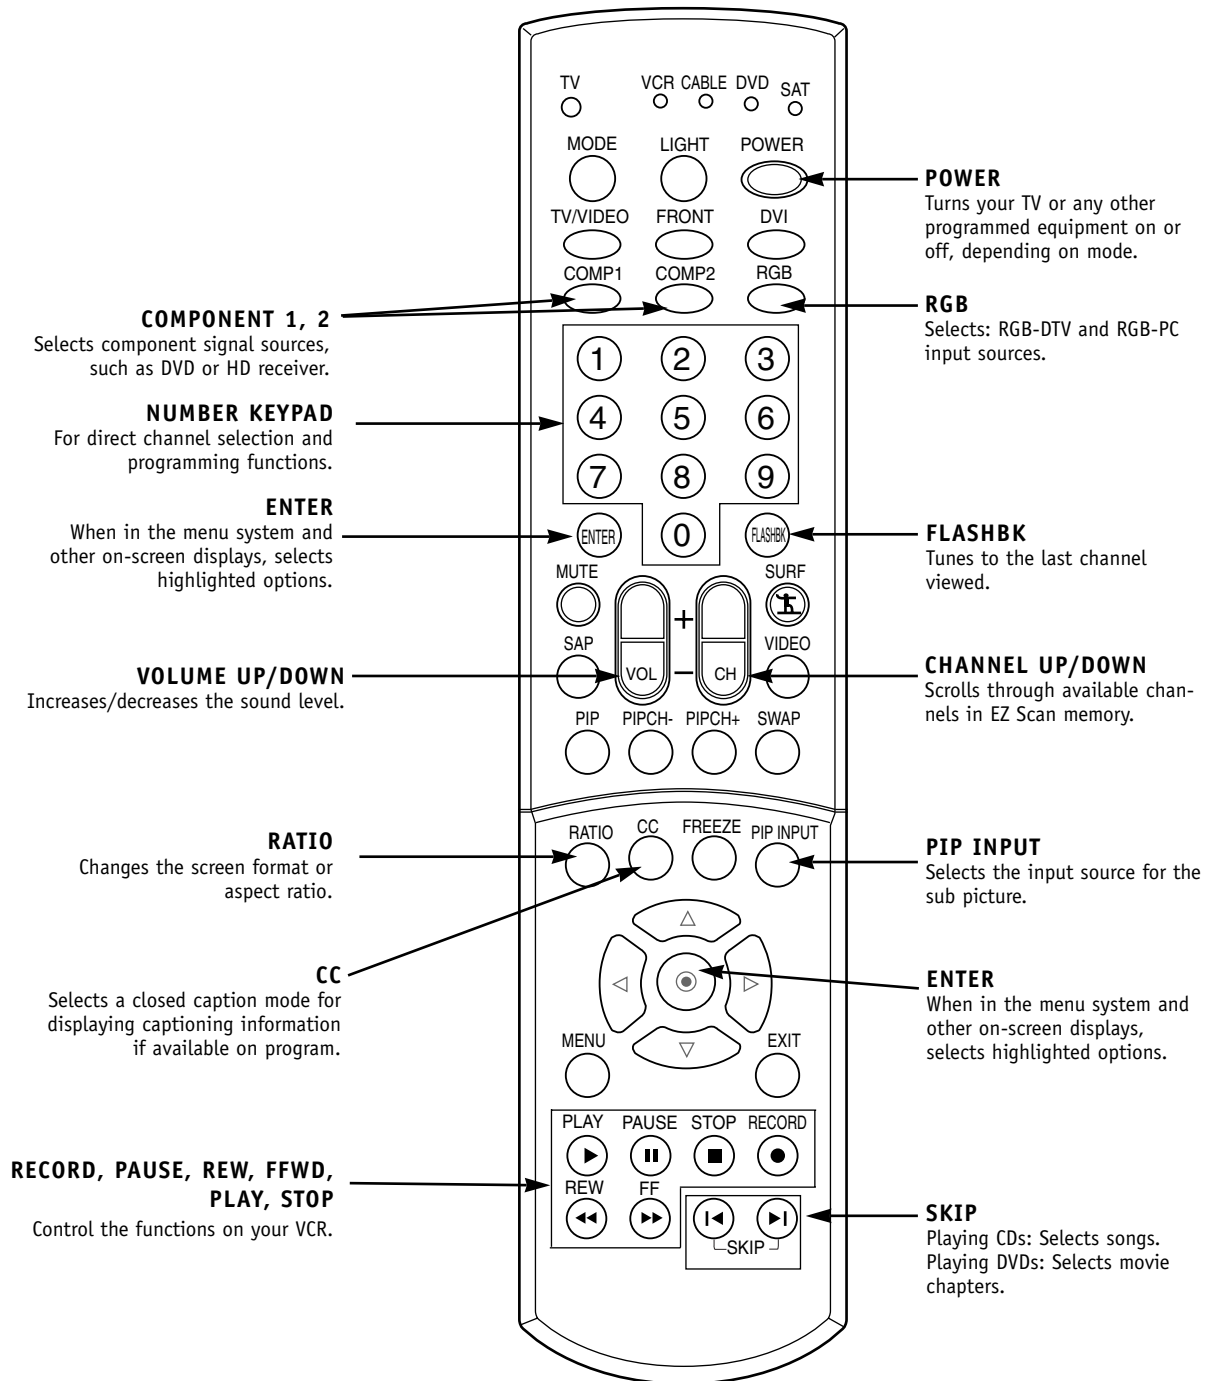 TV VCR CABLE DVD SAT
MODE LIGHT POWER
TV/VIDEO FRONT DVI
COMP1 COMP2 RGB
1 2 3
4 5 6
7 8 9
ENTER 0 FLASHBK
MUTE SURF
+
SAP VIDEO
VOL – CH
PIP PIPCH- PIPCH+ SWAP
RATIO CC FREEZE PIP INPUT
MENU EXIT
PLAY PAUSE STOP RECORD
REW FF
SKIP
COMPONENT 1, 2
Selects component signal sources,
such as DVD or HD receiver.
NUMBER KEYPAD
For direct channel selection and
programming functions.
ENTER
When in the menu system and
other on-screen displays, selects
highlighted options.
VOLUME UP/DOWN
Increases/decreases the sound level.
RATIO
Changes the screen format or
aspect ratio.
CC
Selects a closed caption mode for
displaying captioning information
if available on program.
RECORD, PAUSE, REW, FFWD,
PLAY, STOP
Control the functions on your VCR.
POWER
Turns your TV or any other
programmed equipment on or
off, depending on mode.
RGB
Selects: RGB-DTV and RGB-PC
input sources.
FLASHBK
Tunes to the last channel
viewed.
CHANNEL UP/DOWN
Scrolls through available chan-
nels in EZ Scan memory.
PIP INPUT
Selects the input source for the
sub picture.
ENTER
When in the menu system and
other on-screen displays,
selects highlighted options.
SKIP
Playing CDs: Selects songs.
Playing DVDs: Selects movie
chapters.